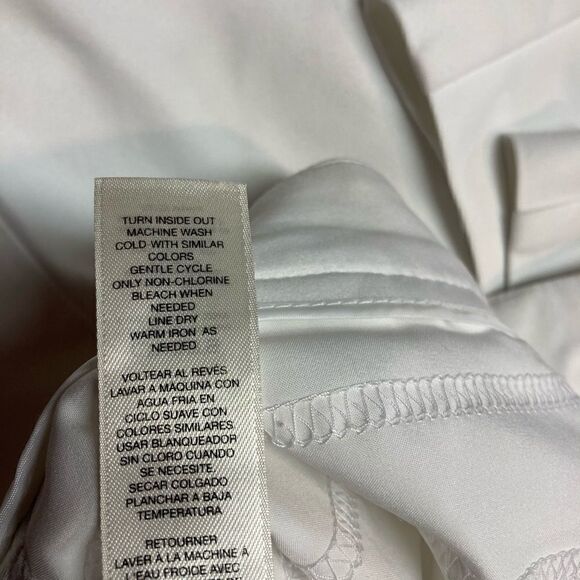 TURN INSIDE OUT
MACHINE WASH
COLD WITH SIMILAR
COLORS
GENTLE CYCLE
ONLY NON-CHLORINE
BLEACH WHEN
NEEDED
LINE DRY
WARM IRON AS
NEEDED
VOLTEAR AL REVÉS
LAVAR A MÁQUINA CON
AGUA FRIA EN
CICLO SUAVE CON
COLORES SIMILARES.
USAR BLANQUEADOR
SIN CLORO CUANDO
SE NECESITE.
SECAR COLGADO
PLANCHAR A BAJA
TEMPERATURA
RETOURNER
LAVER À LA MACHINE À
L'EAU FROIDE AVEC